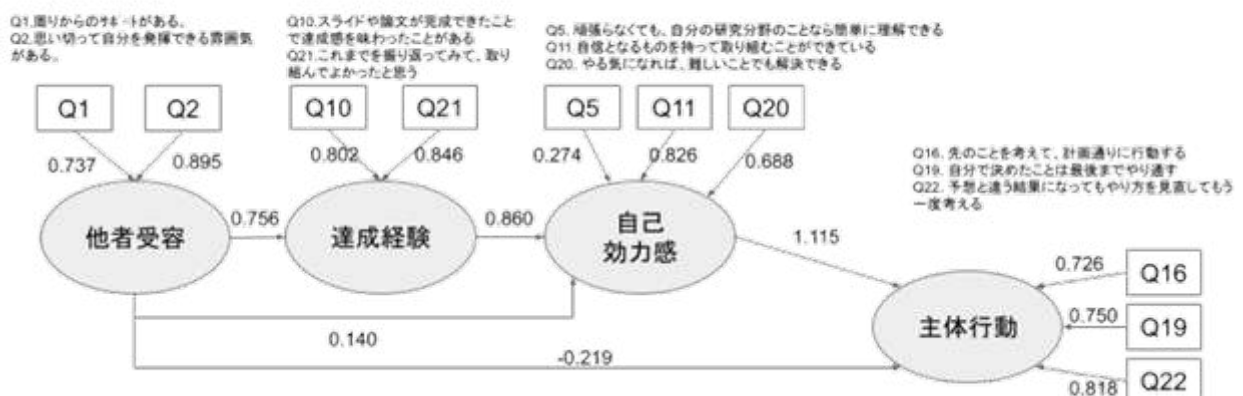 Q1.周りからのサポートがある。
Q2.思い切って自分を発揮できる雰囲気
がある。
Q10.スライドや論文が完成できたこと
で達成感を味わったことがある
Q21.これまでを振り返ってみて、取り
組んでよかったと思う
Q5. 頑張らなくても、自分の研究分野のことなら簡単に理解できる
Q11.自信となるものを持って取り組むことができている
Q20. やる気になれば、難しいことでも解決できる
Q1
Q2
Q10
Q21
Q5
Q11
Q20
0.737
0.895
0.802
0.846
0.274
0.826
0.688
Q16. 先のことを考えて、計画通りに行動する
Q19. 自分で決めたことは最後までやり通す
Q22. 予想と違う結果になってもやり方を見直してもう
一度考える
他者受容
0.756
達成経験
0.860
自己
効力感
1.115
0.726
Q16
主体行動
0.750
Q19
0.140
-0.219
0.818
Q22